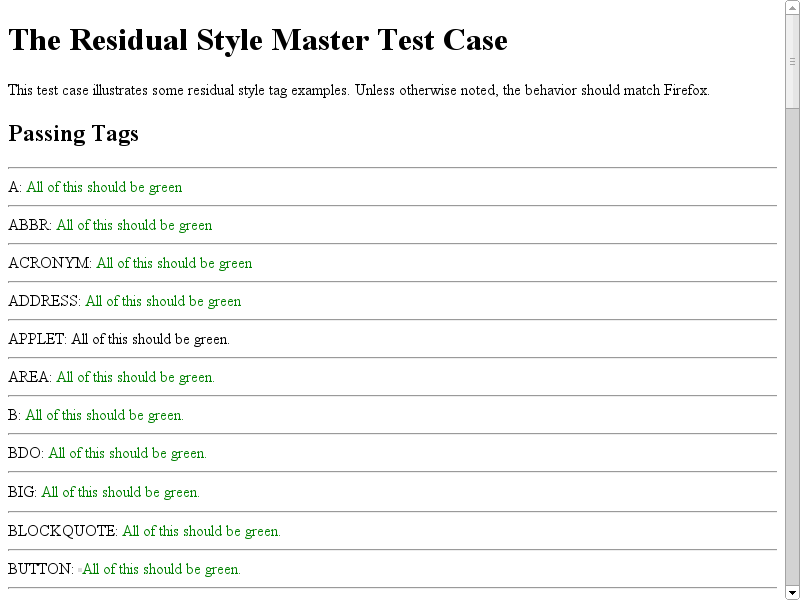 The Residual Style Master Test Case
This test case illustrates some residual style tag examples. Unless otherwise noted, the behavior should match Firefox.
Passing Tags
A: All of this should be green
ABBR: All of this should be green
ACRONYM: All of this should be green
ADDRESS: All of this should be green
APPLET: All of this should be green.
AREA: All of this should be green.
B: All of this should be green.
BDO: All of this should be green.
BIG: All of this should be green.
BLOCKQUOTE: All of this should be green.
BUTTON: All of this should be green.